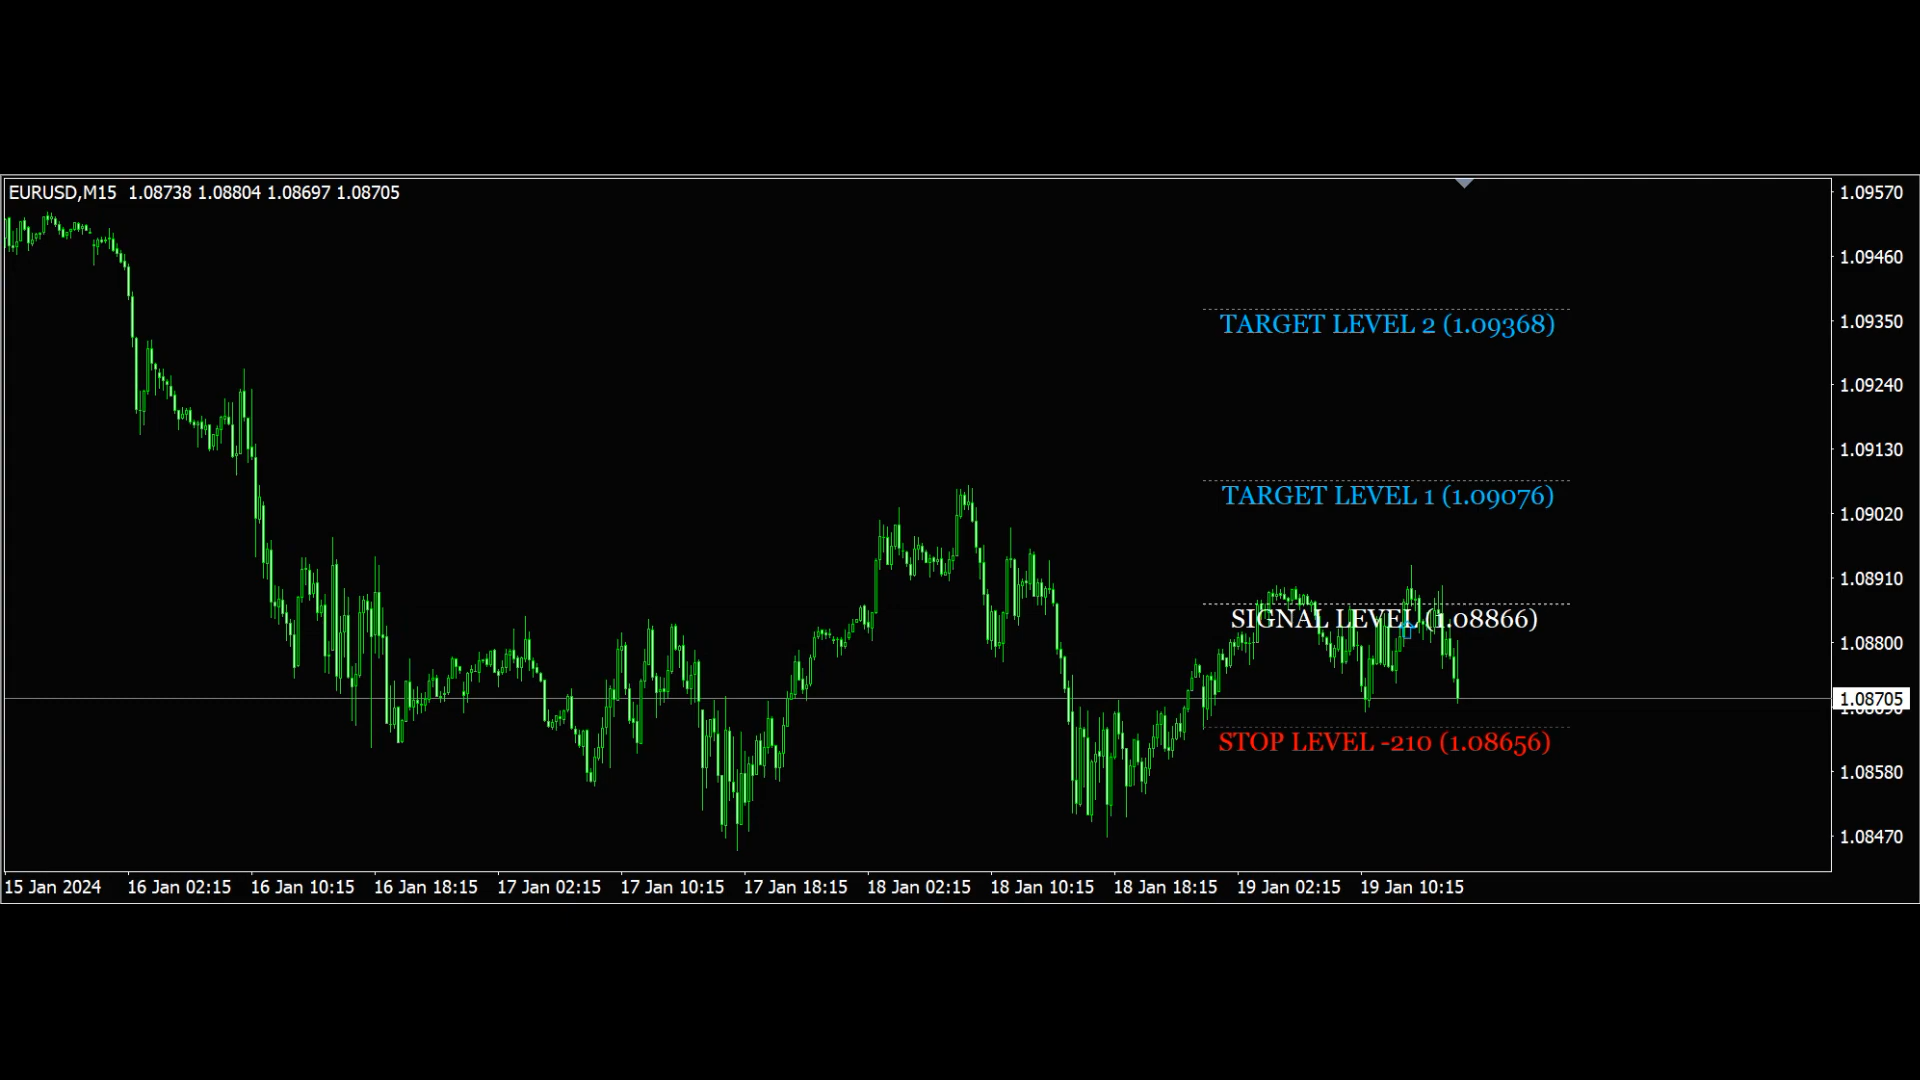 EURUSD,M15 1.08738 1.08804 1.08697 1.08705
1.09570
1.09460
TARGET LEVEL 2 (1.09368)
1.09350
1.09240
1.09130
TARGET LEVEL 1 (1.09076)
1.09020
1.08910
SIGNAL LEVEL (1.08866)
1.08800
1.08705
STOP LEVEL -210 (1.08656)
1.08580
1.08470
15 Jan 2024 16 Jan 02:15 16 Jan 10:15 16 Jan 18:15 17 Jan 02:15 17 Jan 10:15 17 Jan 18:15 18 Jan 02:15 18 Jan 10:15 18 Jan 18:15 19 Jan 02:15 19 Jan 10:15